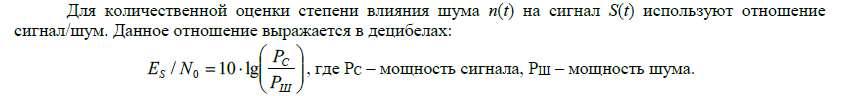 Для количественной оценки степени влияния шума n(t) на сигнал S(t) используют отношение
сигнал/шум. Данное отношение выражается в децибелах:
E_S / N_0 = 10 · lg(P_C / P_Ш), где PC – мощность сигнала, PШ – мощность шума.